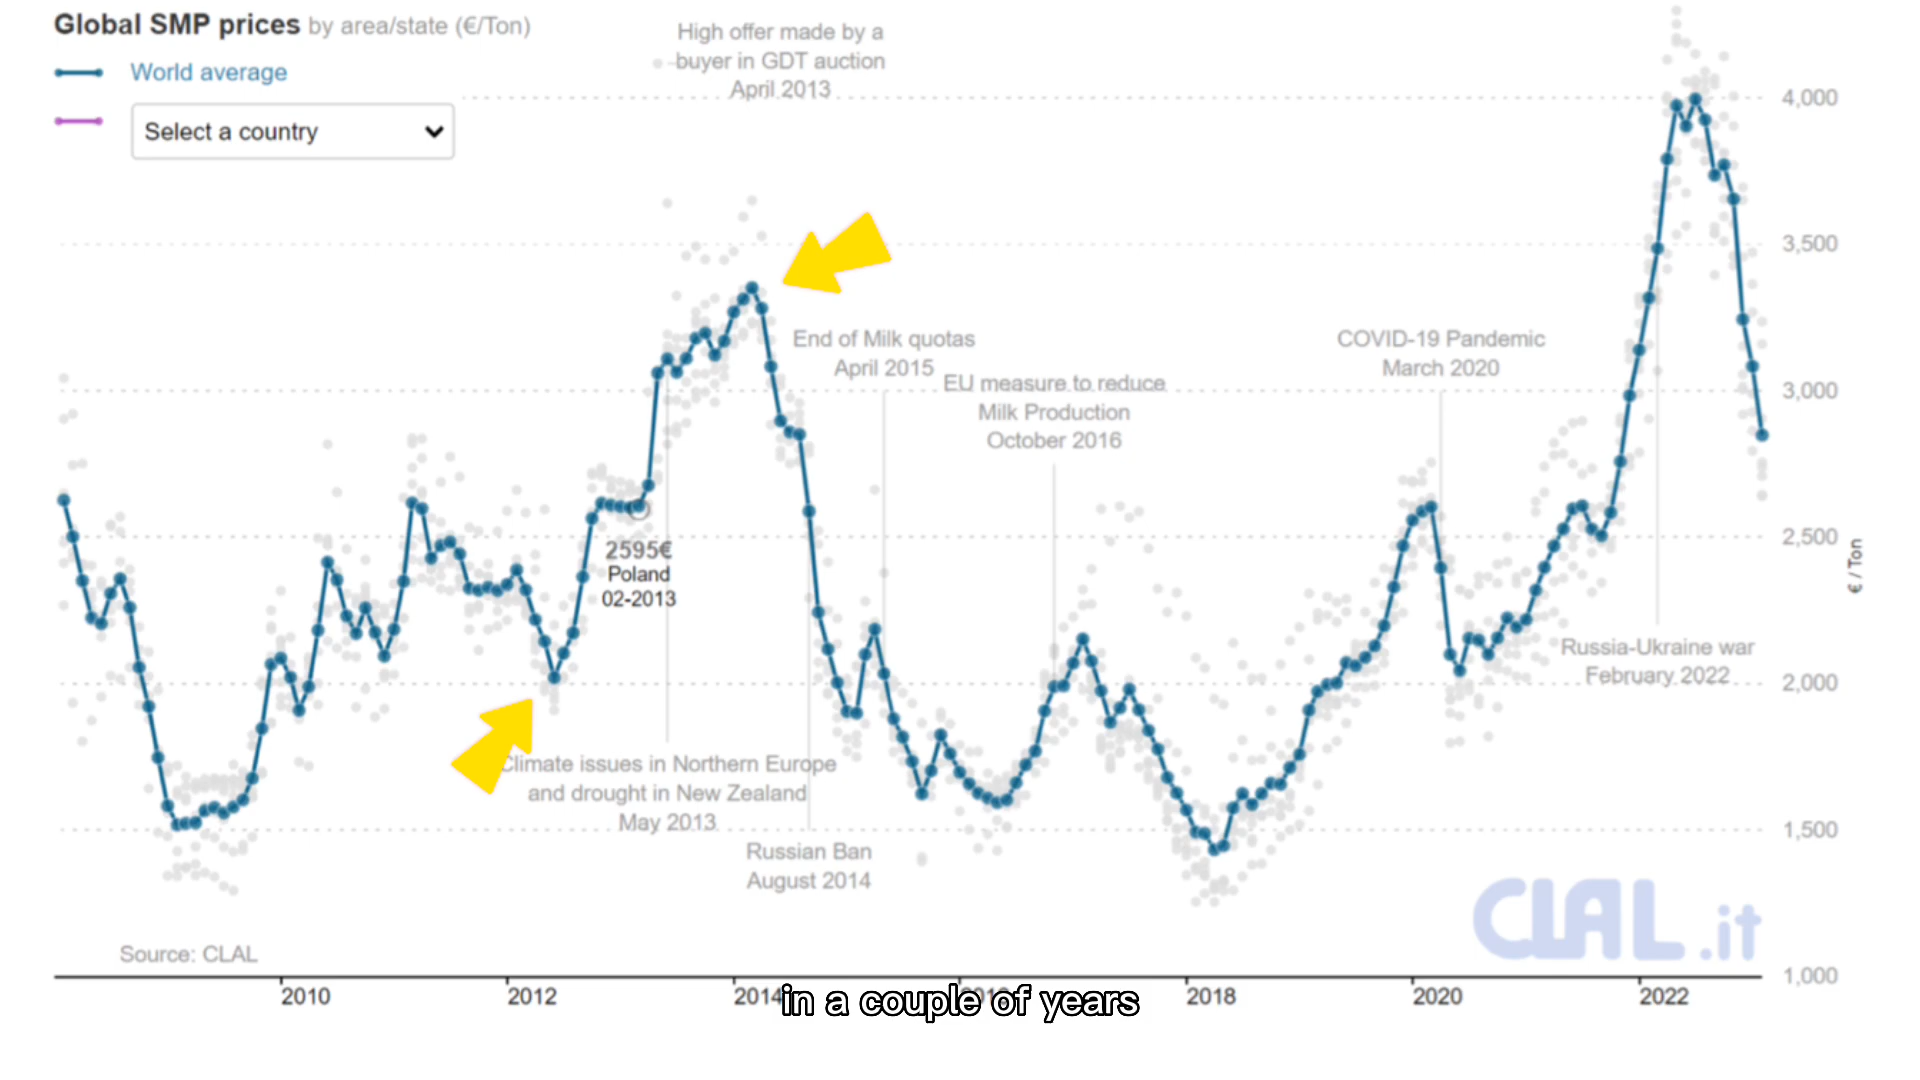 Global SMP prices by area/state (€/Ton)
World average
Select a country
High offer made by a
buyer in GDT auction
April 2013
4,000
3,500
End of Milk quotas
April 2015
COVID-19 Pandemic
March 2020
EU measure to reduce
Milk Production
October 2016
3,000
2,500
2595€
Poland
02-2013
€ / Ton
Russia-Ukraine war
February 2022
2,000
Climate issues in Northern Europe
and drought in New Zealand
May 2013
1,500
Russian Ban
August 2014
CLAL.it
Source: CLAL
1,000
2010 2012 2014 2018 2020 2022
in a couple of years